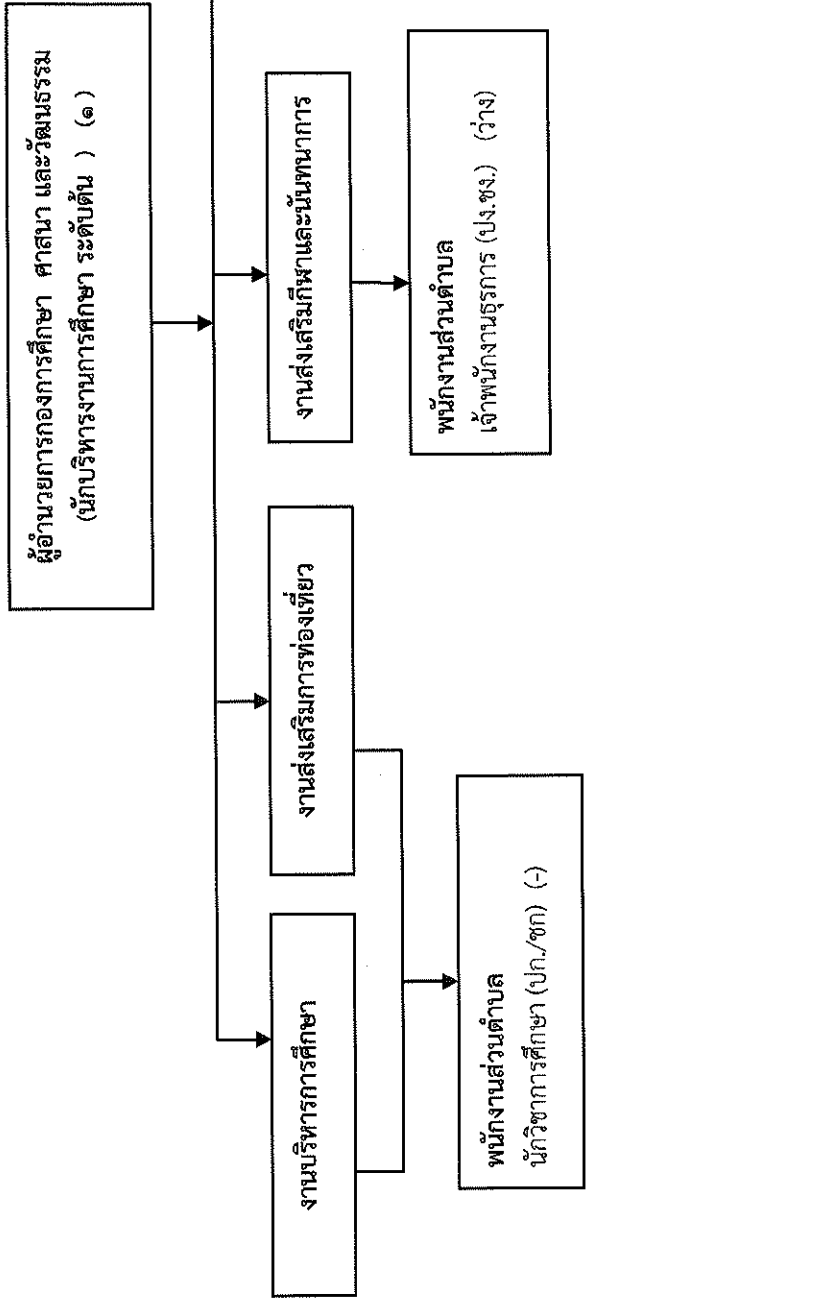 ผู้อำนวยการกองการศึกษา ศาสนา และวัฒนธรรม
(นักบริหารงานการศึกษา ระดับต้น ) (๑)
งานบริหารการศึกษา
งานส่งเสริมการท่องเที่ยว
งานส่งเสริมกีฬาและนันทนาการ
พนักงานส่วนตำบล
นักวิชาการศึกษา (ปก./ชก) (-)
พนักงานส่วนตำบล
เจ้าพนักงานธุรการ (ปง.ชง.) (ว่าง)